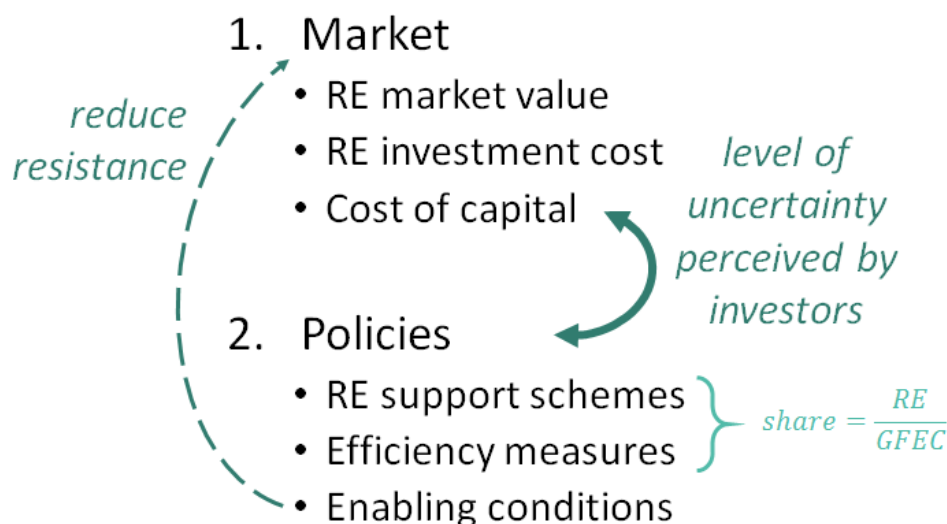 1. Market
• RE market value
• RE investment cost
• Cost of capital
reduce
resistance
level of
uncertainty
perceived by
investors
2. Policies
• RE support schemes
• Efficiency measures
• Enabling conditions
share = RE / GFEC